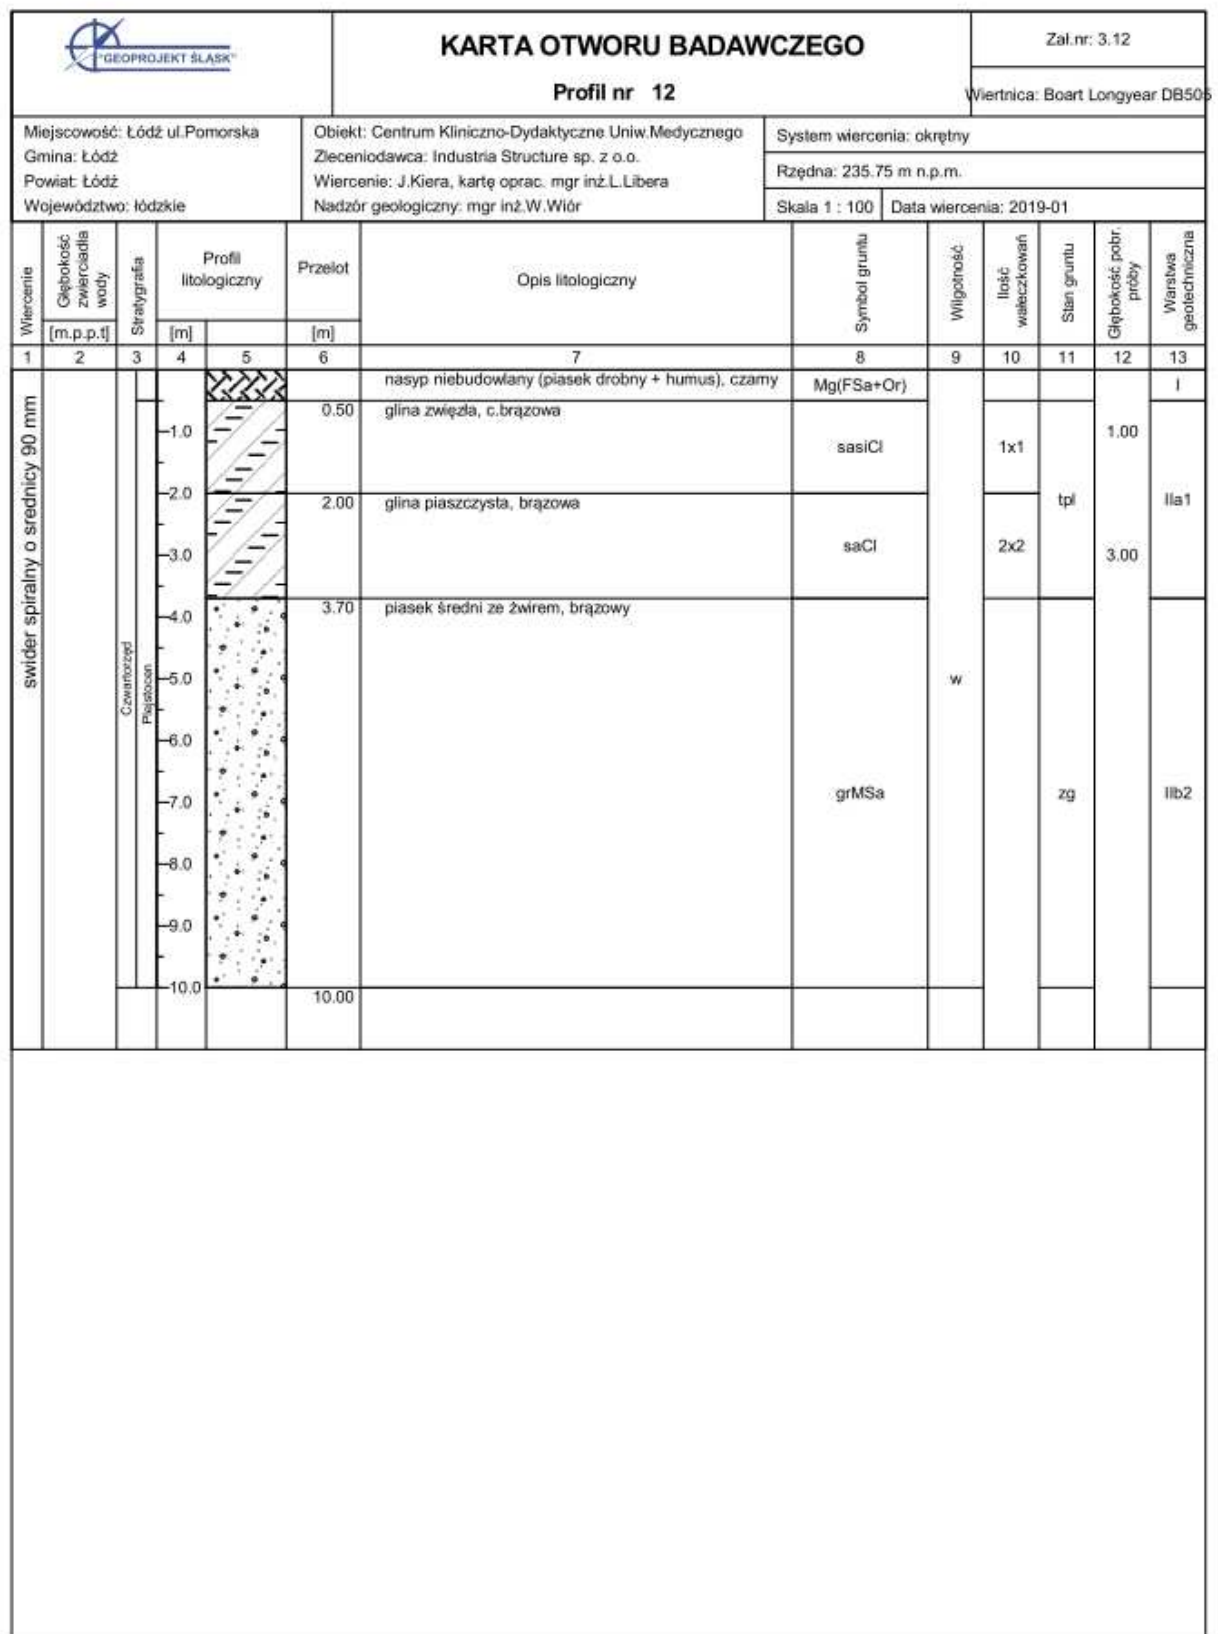 "GEOPROJEKT ŚLĄSK"
KARTA OTWORU BADAWCZEGO
Profil nr 12
Zał.nr: 3.12
Wiertnica: Boart Longyear DB505
Miejscowość: Łódź ul.Pomorska
Gmina: Łódź
Powiat: Łódź
Województwo: łódzkie
Obiekt: Centrum Kliniczno-Dydaktyczne Uniw.Medycznego
Zleceniodawca: Industria Structure sp. z o.o.
Wiercenie: J.Kiera, kartę oprac. mgr inż.L.Libera
Nadzór geologiczny: mgr inż.W.Wiór
System wiercenia: okrętny
Rzędna: 235.75 m n.p.m.
Skala 1 : 100
Data wiercenia: 2019-01
Wiercenie
Głębokość
zwierciadła
wody
[m.p.p.t]
Stratygrafia
Profil
litologiczny
[m]
Przelot
[m]
Opis litologiczny
Symbol gruntu
Wilgotność
Ilość
wałeczkowań
Stan gruntu
Głębokość pobr.
próby
Warstwa
geotechniczna
1 2 3 4 5 6 7 8 9 10 11 12 13
swider spiralny o srednicy 90 mm
Czwartorzęd
Plejstocen
nasyp niebudowlany (piasek drobny + humus), czarny Mg(FSa+Or) I
0.50 glina zwięzła, c.brązowa
1.0 1.00
sasiCl 1x1
2.0
2.00 glina piaszczysta, brązowa tpl IIa1
saCl 2x2
3.0 3.00
3.70 piasek średni ze żwirem, brązowy
4.0
5.0 w
6.0
7.0 grMSa zg IIb2
8.0
9.0
10.0
10.00